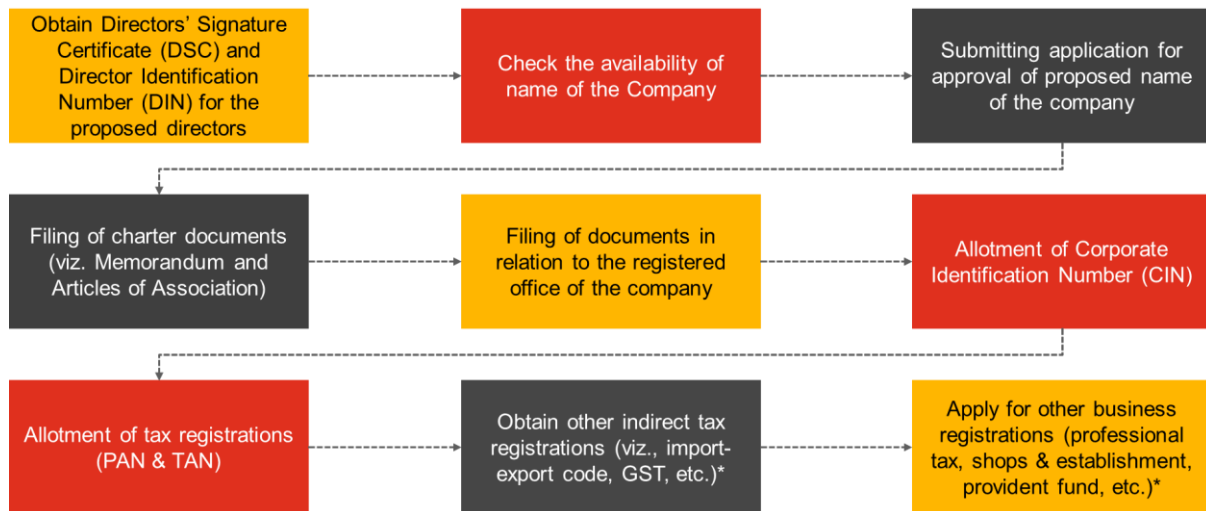 Obtain Directors’ Signature
Certificate (DSC) and
Director Identification
Number (DIN) for the
proposed directors
Check the availability of
name of the Company
Submitting application for
approval of proposed name
of the company
Filing of charter documents
(viz. Memorandum and
Articles of Association)
Filing of documents in
relation to the registered
office of the company
Allotment of Corporate
Identification Number (CIN)
Allotment of tax registrations
(PAN & TAN)
Obtain other indirect tax
registrations (viz., import-
export code, GST, etc.)*
Apply for other business
registrations (professional
tax, shops & establishment,
provident fund, etc.)*